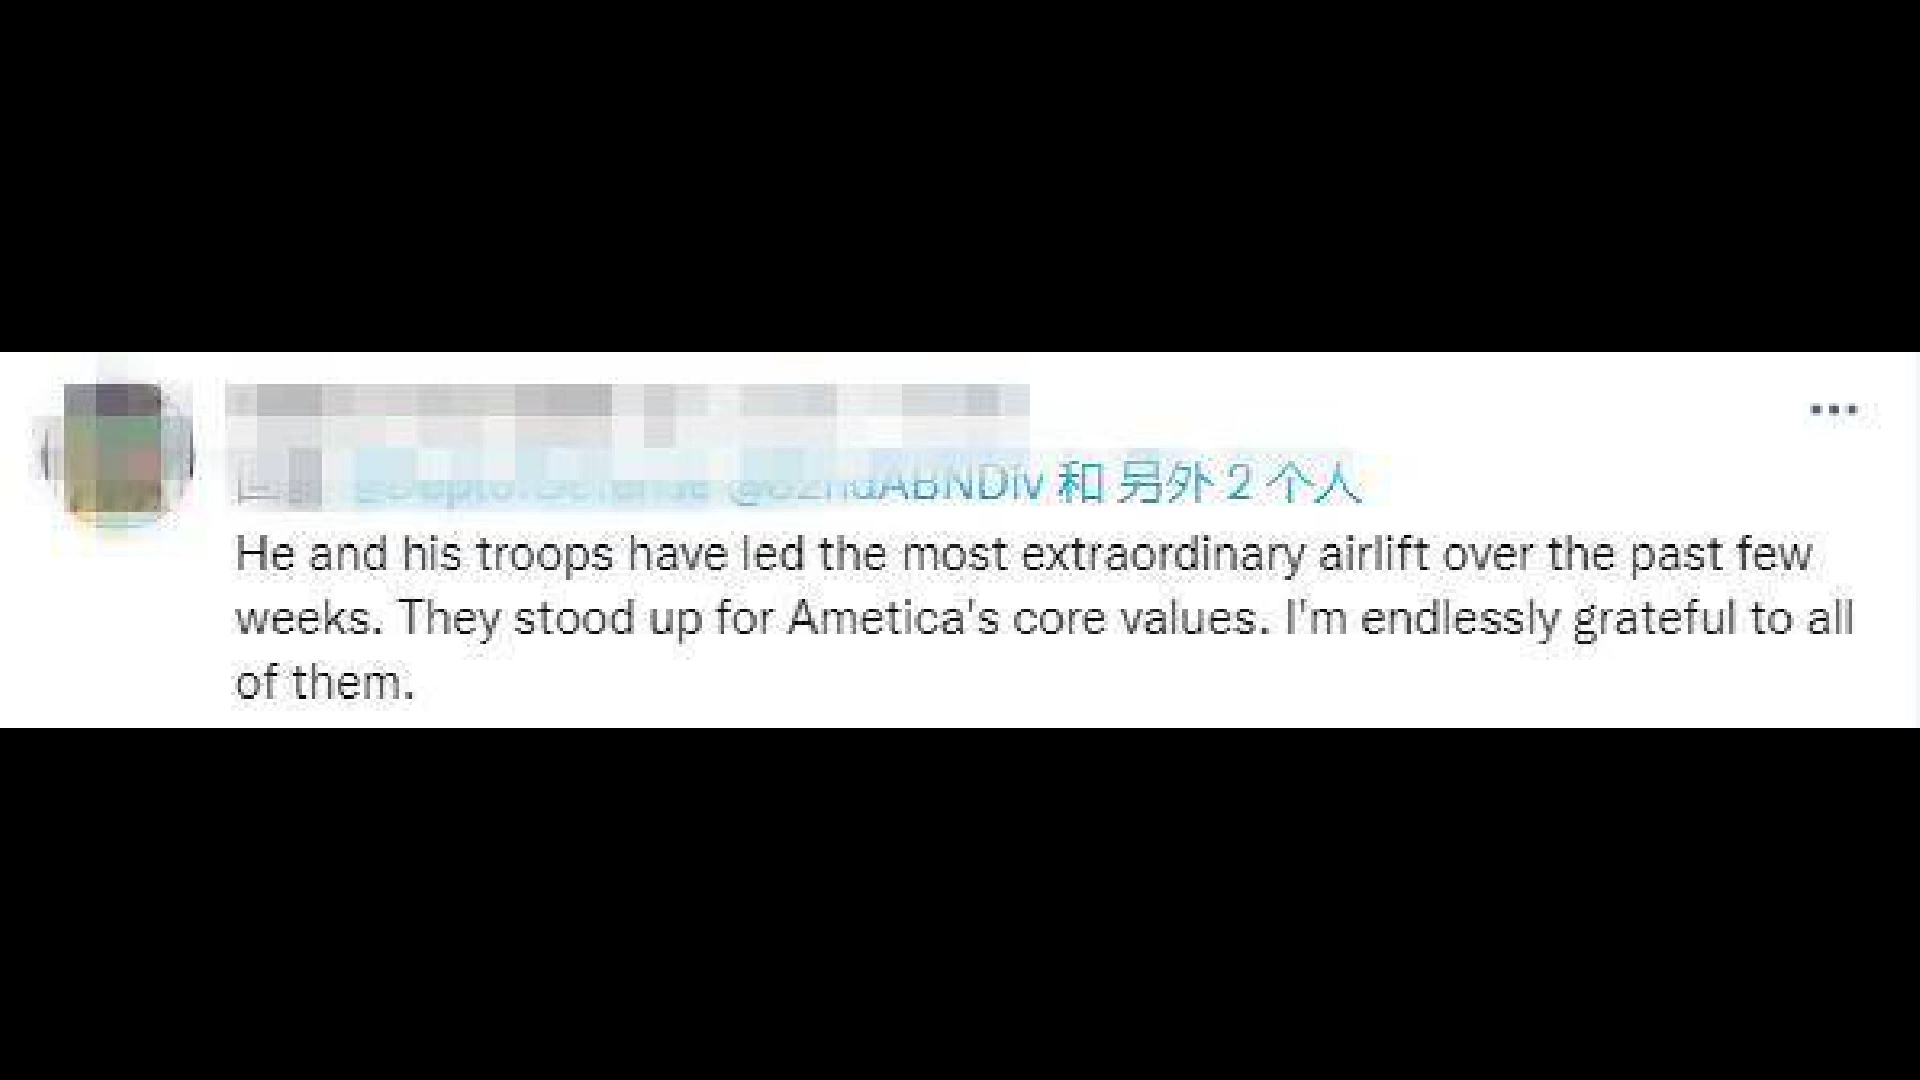 ABNDiv 和 另外 2 个人
He and his troops have led the most extraordinary airlift over the past few
weeks. They stood up for Ametica's core values. I'm endlessly grateful to all
of them.